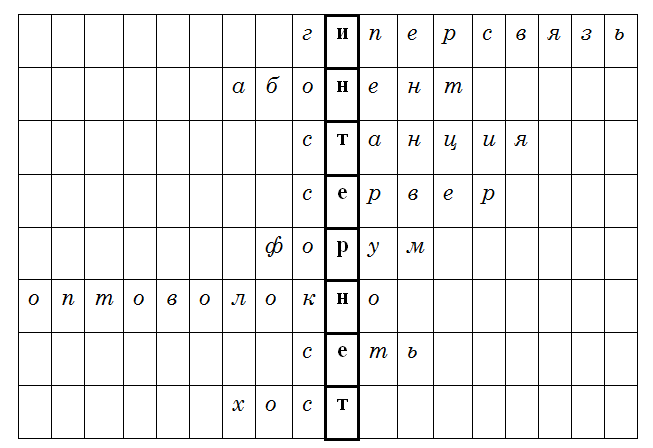 гиперсвязь
абонент
станция
сервер
форум
оптоволокно
сеть
хост